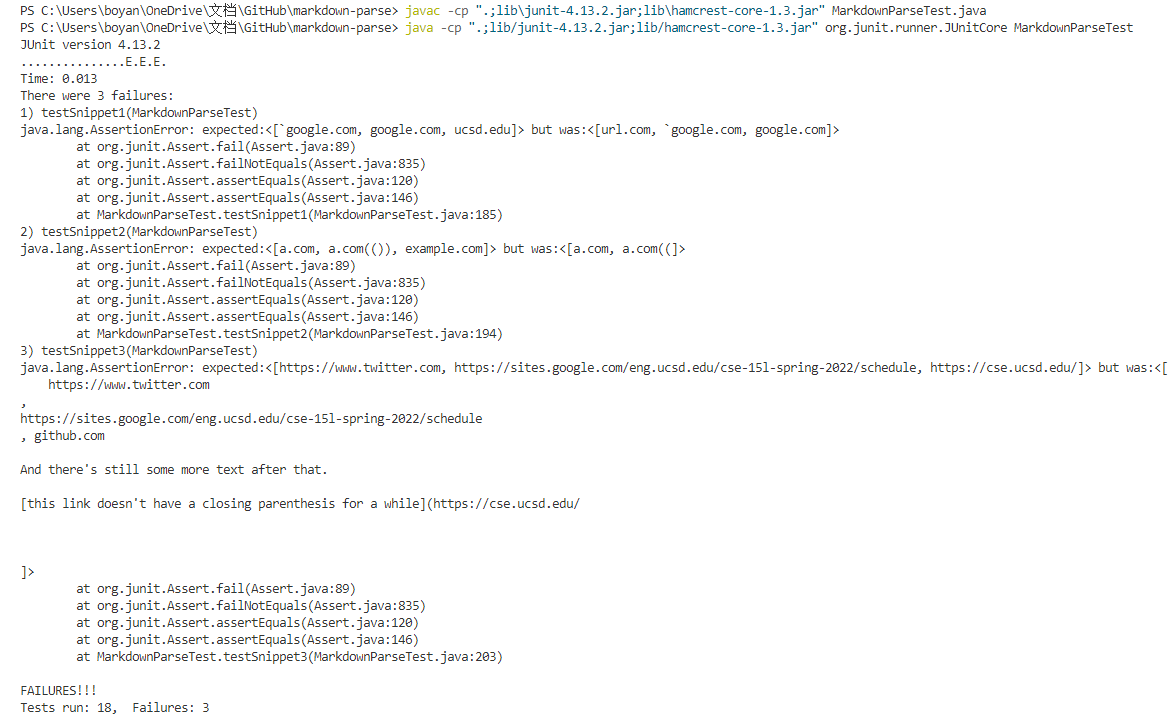 PS C:\Users\boyan\OneDrive\文档\GitHub\markdown-parse> javac -cp ".;lib\junit-4.13.2.jar;lib\hamcrest-core-1.3.jar" MarkdownParseTest.java
PS C:\Users\boyan\OneDrive\文档\GitHub\markdown-parse> java -cp ".;lib/junit-4.13.2.jar;lib/hamcrest-core-1.3.jar" org.junit.runner.JUnitCore MarkdownParseTest
JUnit version 4.13.2
...............E.E.E.
Time: 0.013
There were 3 failures:
1) testSnippet1(MarkdownParseTest)
java.lang.AssertionError: expected:<[`google.com, google.com, ucsd.edu]> but was:<[url.com, `google.com, google.com]>
at org.junit.Assert.fail(Assert.java:89)
at org.junit.Assert.failNotEquals(Assert.java:835)
at org.junit.Assert.assertEquals(Assert.java:120)
at org.junit.Assert.assertEquals(Assert.java:146)
at MarkdownParseTest.testSnippet1(MarkdownParseTest.java:185)
2) testSnippet2(MarkdownParseTest)
java.lang.AssertionError: expected:<[a.com, a.com(()), example.com]> but was:<[a.com, a.com((]>
at org.junit.Assert.fail(Assert.java:89)
at org.junit.Assert.failNotEquals(Assert.java:835)
at org.junit.Assert.assertEquals(Assert.java:120)
at org.junit.Assert.assertEquals(Assert.java:146)
at MarkdownParseTest.testSnippet2(MarkdownParseTest.java:194)
3) testSnippet3(MarkdownParseTest)
java.lang.AssertionError: expected:<[https://www.twitter.com, https://sites.google.com/eng.ucsd.edu/cse-15l-spring-2022/schedule, https://cse.ucsd.edu/]> but was:<[
https://www.twitter.com
,
https://sites.google.com/eng.ucsd.edu/cse-15l-spring-2022/schedule
, github.com
And there's still some more text after that.
[this link doesn't have a closing parenthesis for a while](https://cse.ucsd.edu/
]>
at org.junit.Assert.fail(Assert.java:89)
at org.junit.Assert.failNotEquals(Assert.java:835)
at org.junit.Assert.assertEquals(Assert.java:120)
at org.junit.Assert.assertEquals(Assert.java:146)
at MarkdownParseTest.testSnippet3(MarkdownParseTest.java:203)
FAILURES!!!
Tests run: 18,  Failures: 3